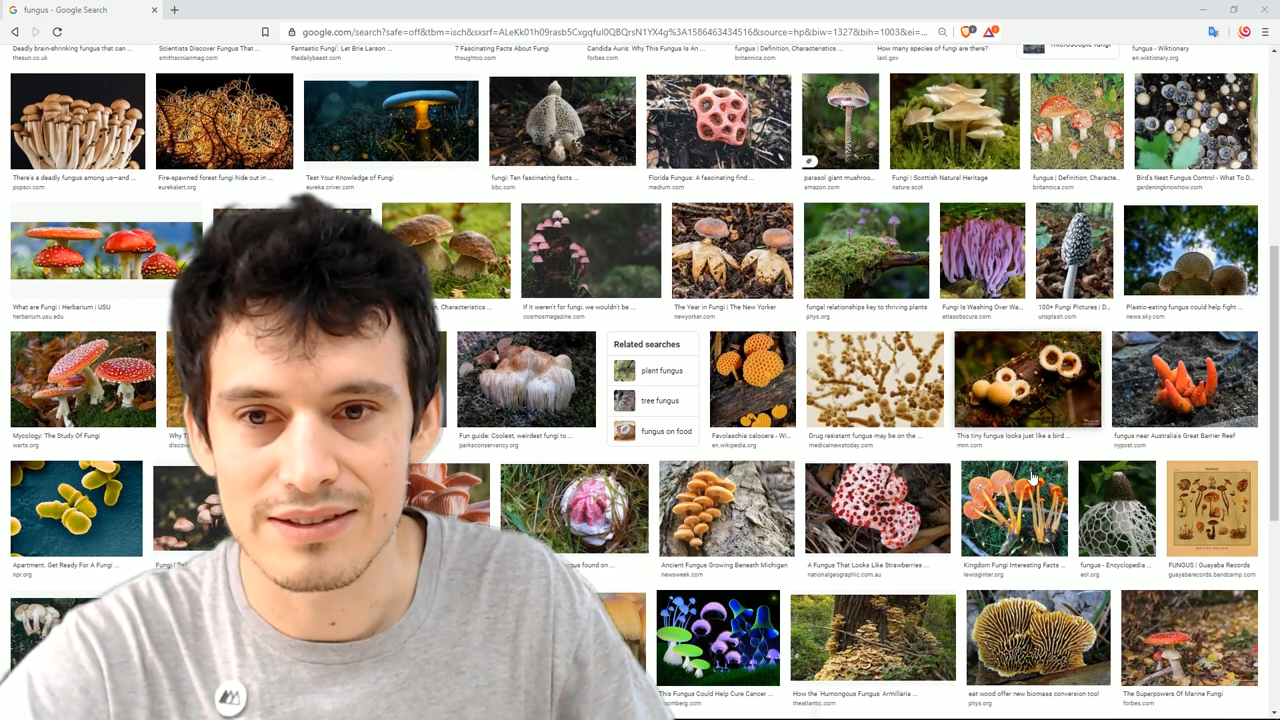 fungus - Google Search
google.com/search?safe=off&tbm=isch&sxsrf=ALeKk01h09rasb5CxgqfuI0QBQrsN1YX4g%3A1586463434516&source=hp&biw=1327&bih=1003&ei=...
Deadly brain-shrinking fungus that can ...
Scientists Discover Fungus That ...
Fantastic Fungi': Let Brie Larson ...
7 Fascinating Facts About Fungi
Candida Auris: Why This Fungus Is An ...
fungus | Definition, Characteristics ...
How many species of fungi are there?
microscopic fungi
fungus - Wiktionary
thesun.co.uk
smithsonianmag.com
thedailybeast.com
thoughtco.com
forbes.com
britannica.com
lanl.gov
en.wiktionary.org
There's a deadly fungus among us—and ...
Fire-spawned forest fungi hide out in ...
Test Your Knowledge of Fungi
fungi: Ten fascinating facts ...
Florida Fungus: A fascinating find ...
parasol giant mushroo...
Fungi | Scottish Natural Heritage
fungus | Definition, Characte...
Bird's Nest Fungus Control - What To D...
popsci.com
eurekalert.org
eureka.criver.com
bbc.com
medium.com
amazon.com
nature.scot
britannica.com
gardeningknowhow.com
What are Fungi | Herbarium | USU
Characteristics ...
If it weren't for fungi, we wouldn't be ...
The Year in Fungi | The New Yorker
fungal relationships key to thriving plants
Fungi Is Washing Over Wa...
100+ Fungi Pictures | D...
Plastic-eating fungus could help fight ...
herbarium.usu.edu
cosmosmagazine.com
newyorker.com
phys.org
atlasobscura.com
unsplash.com
news.sky.com
Related searches
plant fungus
tree fungus
fungus on food
Mycology: The Study Of Fungi
Why T
Fun guide: Coolest, weirdest fungi to ...
Favolaschia calocera - Wi...
Drug resistant fungus may be on the ...
This tiny fungus looks just like a bird ...
fungus near Australia's Great Barrier Reef
warts.org
discov
parksconservancy.org
en.wikipedia.org
medicalnewstoday.com
mnn.com
nypost.com
Apartment. Get Ready For A Fungi ...
Fungi
found on ...
Ancient Fungus Growing Beneath Michigan
A Fungus That Looks Like Strawberries ...
Kingdom Fungi Interesting Facts ...
fungus - Encyclopedia ...
FUNGUS | Guayaba Records
npr.org
newsweek.com
nationalgeographic.com.au
lewisginter.org
eol.org
guayabarecords.bandcamp.com
This Fungus Could Help Cure Cancer ...
How the 'Humongous Fungus' Armillaria ...
eat wood offer new biomass conversion tool
The Superpowers Of Marine Fungi
omberg.com
theatlantic.com
phys.org
forbes.com